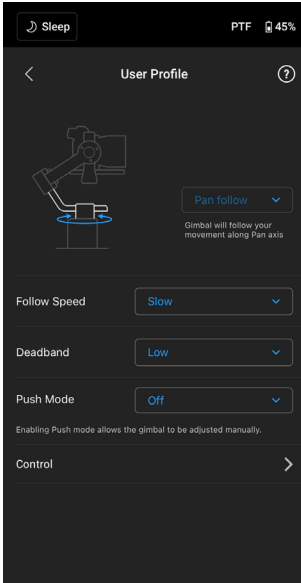 Sleep PTF 45%
User Profile ?
Pan follow
Gimbal will follow your
movement along Pan axis
Follow Speed Slow
Deadband Low
Push Mode Off
Enabling Push mode allows the gimbal to be adjusted manually.
Control